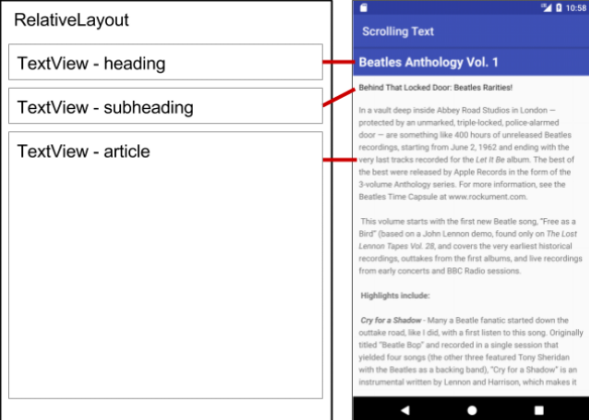 RelativeLayout
TextView - heading
TextView - subheading
TextView - article
10:58
Scrolling Text
Beatles Anthology Vol. 1
Behind That Locked Door: Beatles Rarities!
In a vault deep inside Abbey Road Studios in London —
protected by an unmarked, triple-locked, police-alarmed
door — are something like 400 hours of unreleased Beatles
recordings, starting from June 2, 1962 and ending with the
very last tracks recorded for the Let It Be album. The best of
the best were released by Apple Records in the form of the
3-volume Anthology series. For more information, see the
Beatles Time Capsule at www.rockument.com.
This volume starts with the first new Beatle song, "Free as a
Bird" (based on a John Lennon demo, found only on The Lost
Lennon Tapes Vol. 28, and covers the very earliest historical
recordings, outtakes from the first albums, and live recordings
from early concerts and BBC Radio sessions.
Highlights include:
Cry for a Shadow - Many a Beatle fanatic started down the
outtake road, like I did, with a first listen to this song. Originally
titled "Beatle Bop" and recorded in a single session that
yielded four songs (the other three featured Tony Sheridan
with the Beatles as a backing band), "Cry for a Shadow" is an
instrumental written by Lennon and Harrison, which makes it